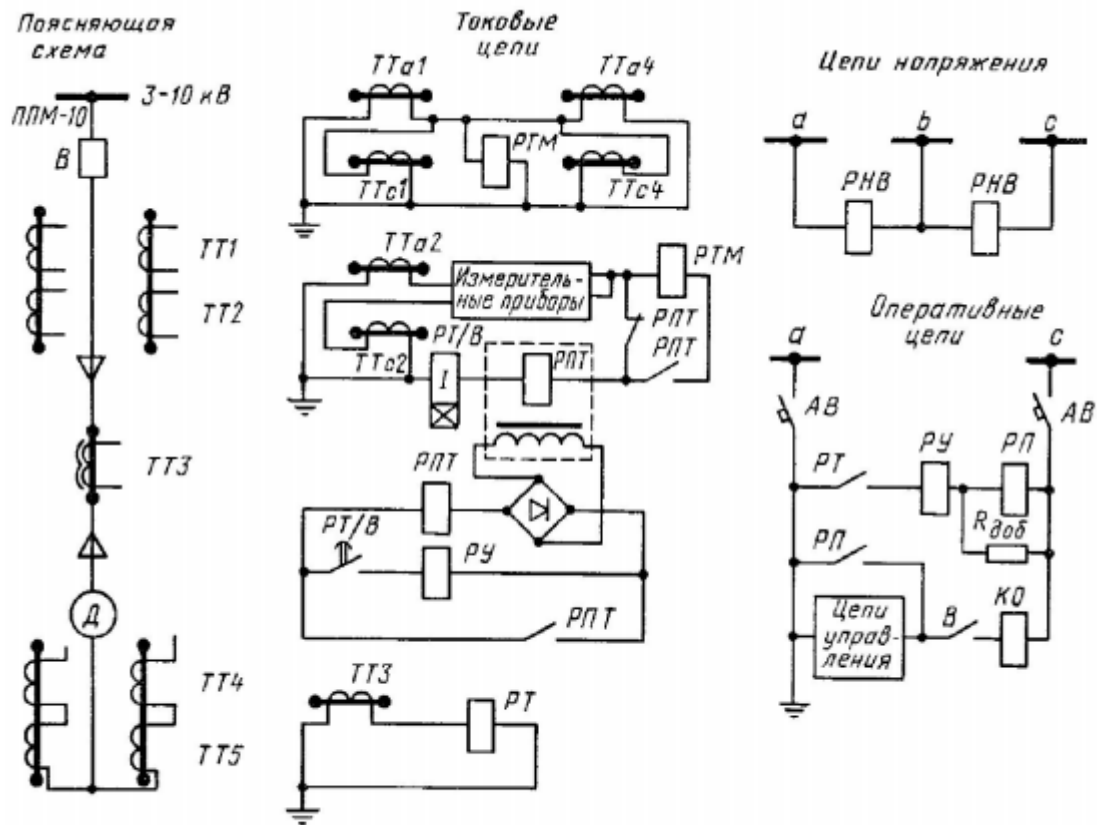 Поясняющая
схема
3-10 кВ
ППМ-10
В
ТТ1
ТТ2
ТТ3
Д
ТТ4
ТТ5
Токовые
цепи
ТТа1
ТТа4
РТМ
ТТс1
ТТс4
ТТа2
Измеритель-
ные приборы
РТМ
РПТ
РПТ
ТТс2
РТ/В
I
РПТ
РПТ
РТ/В
РУ
РПТ
ТТ3
РТ
Цепи напряжения
a
b
c
РНВ
РНВ
Оперативные
цепи
a
c
АВ
АВ
РТ
РУ
РП
Rдоб
РП
Цепи
управ-
ления
В
КО